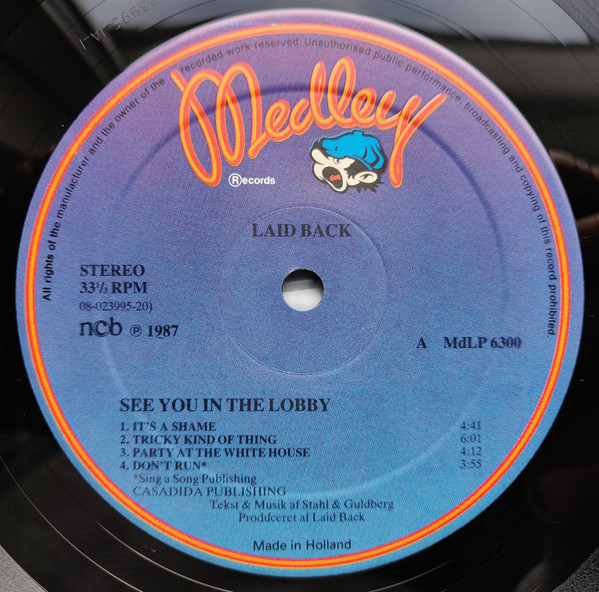 All rights of the manufacturer and the owner of the recorded work reserved. Unauthorised public performance, broadcasting and copying of this record prohibited.
Medley
Ⓡecords
LAID BACK
STEREO
33⅓ RPM
08-023995-20)
ncb ℗ 1987
A MdLP 6300
SEE YOU IN THE LOBBY
1. IT'S A SHAME 4:41
2. TRICKY KIND OF THING 6:01
3. PARTY AT THE WHITE HOUSE 4:12
4. DON'T RUN* 3:55
*Sing a Song Publishing
CASADIDA PUBLISHING
Tekst & Musik af Stahl & Guldberg
Produceret af Laid Back
Made in Holland